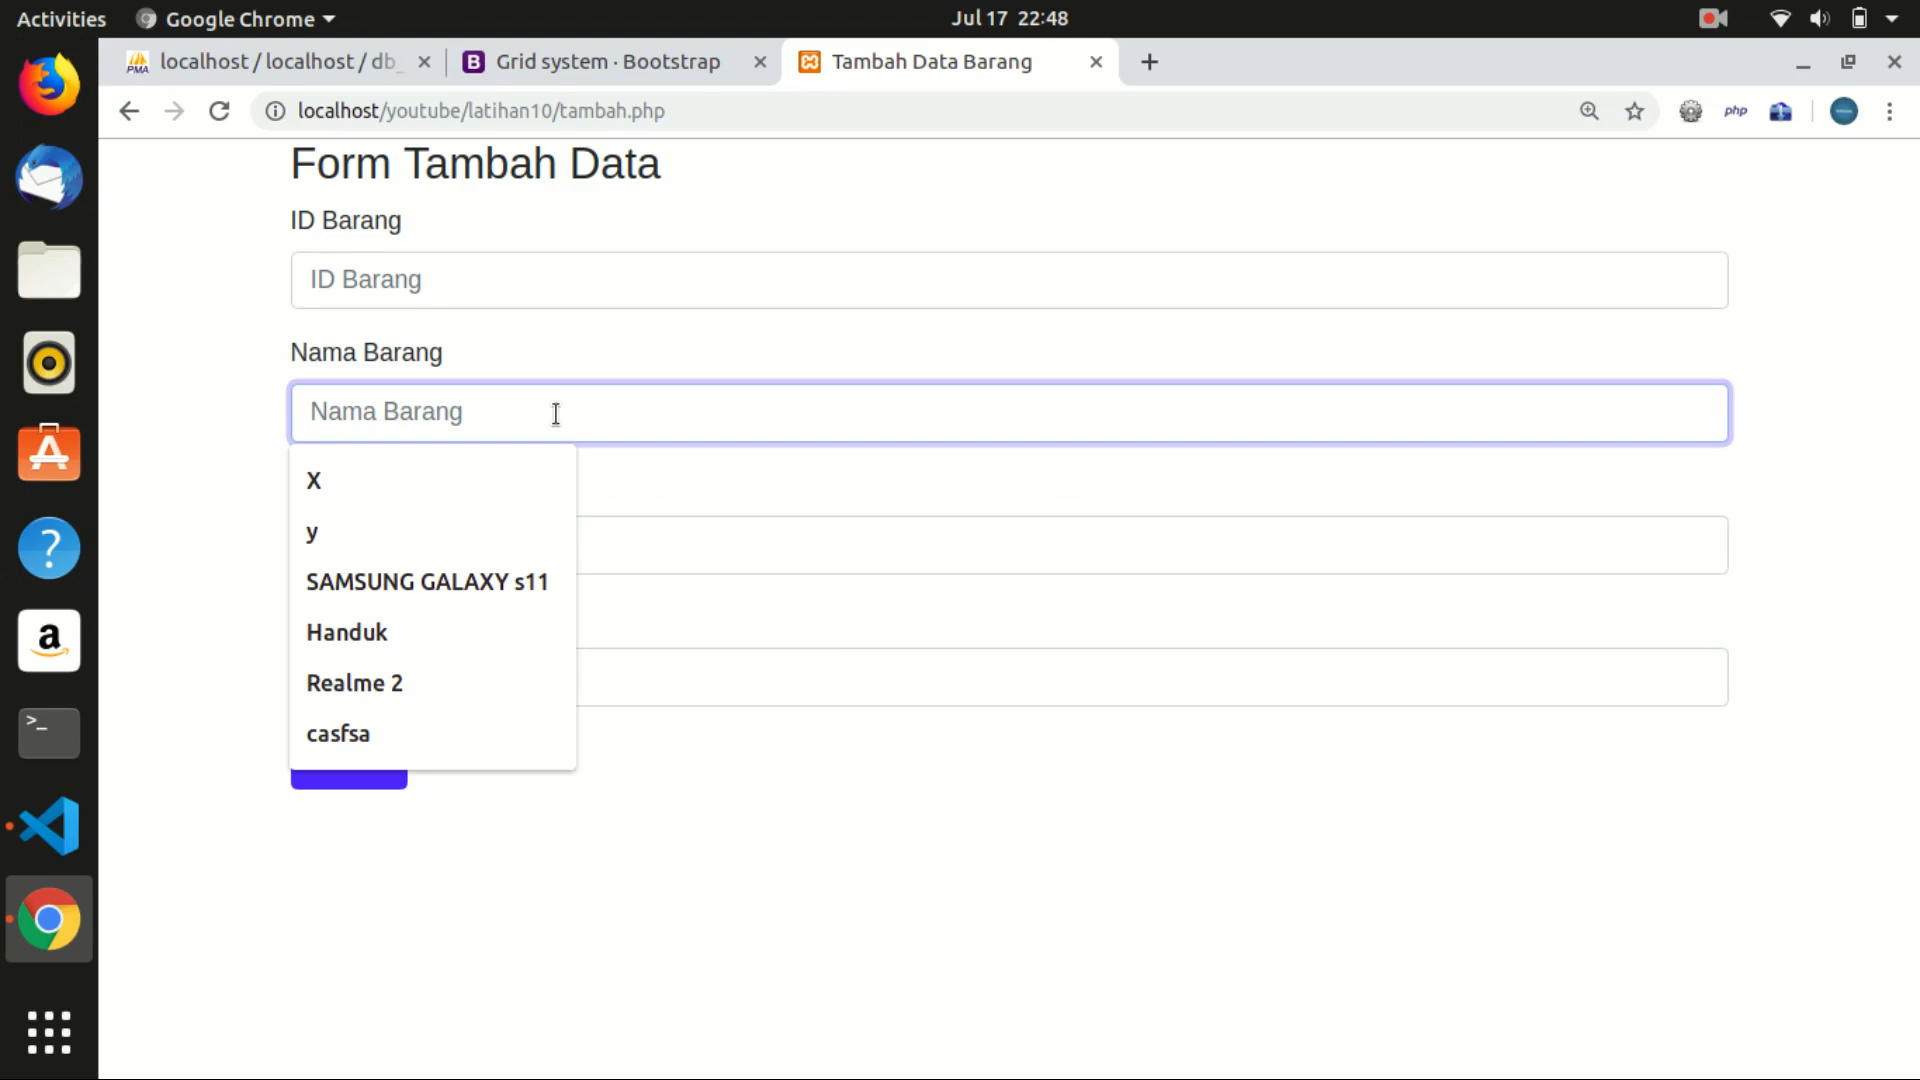 Activities Google Chrome Jul 17 22:48
PMA localhost / localhost / db_ B Grid system · Bootstrap Tambah Data Barang
localhost/youtube/latihan10/tambah.php php
Form Tambah Data
ID Barang
ID Barang
Nama Barang
Nama Barang
X
y
SAMSUNG GALAXY s11
Handuk
Realme 2
casfsa